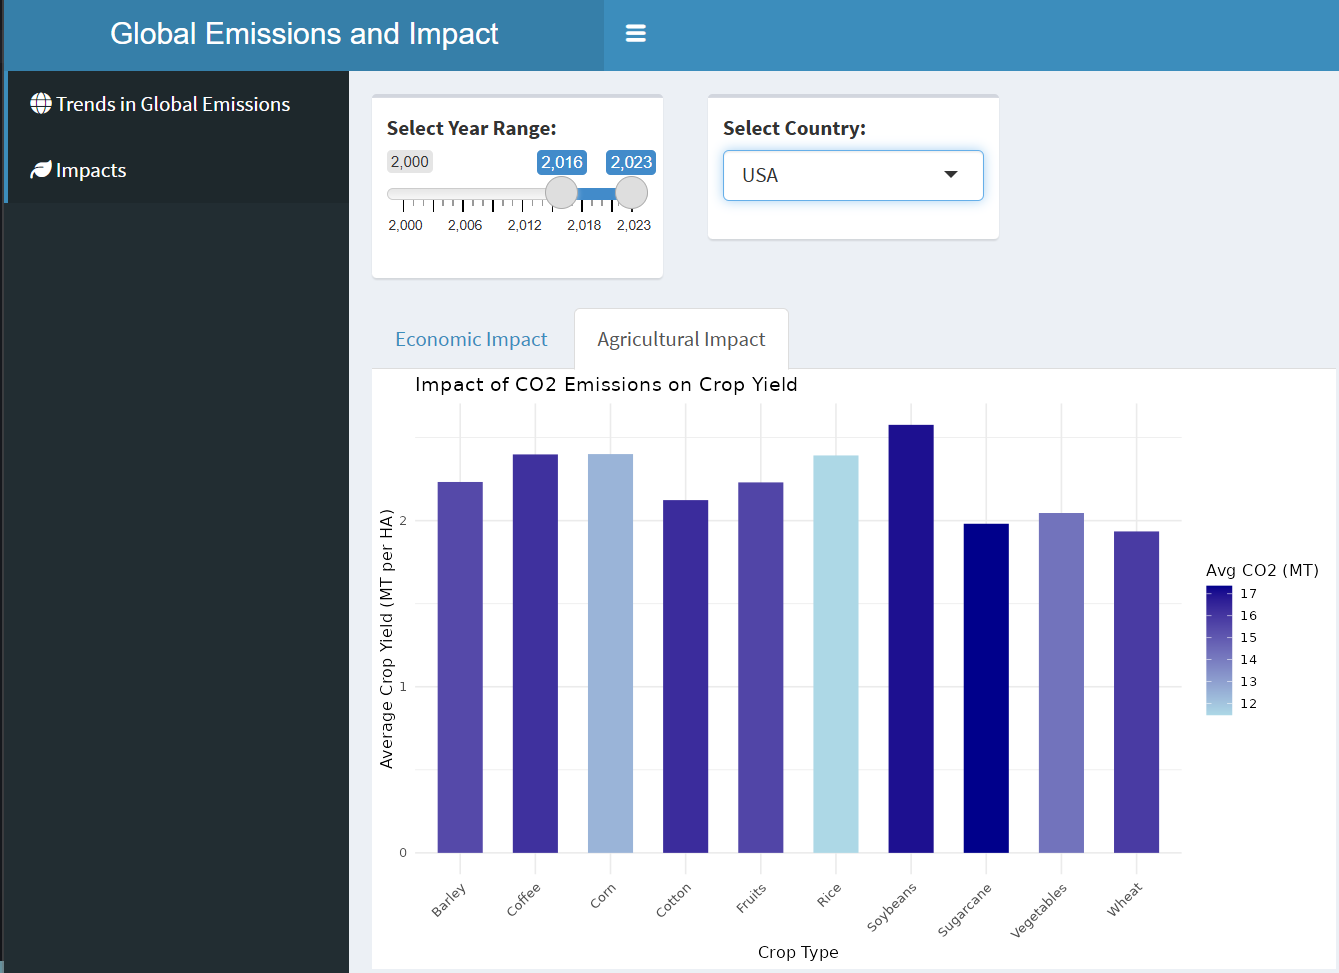 Global Emissions and Impact
Trends in Global Emissions
Impacts
Select Year Range:
2,000 2,016 2,023
2,000 2,006 2,012 2,018 2,023
Select Country:
USA
Economic Impact
Agricultural Impact
Impact of CO2 Emissions on Crop Yield
Average Crop Yield (MT per HA)
2
1
0
Barley
Coffee
Corn
Cotton
Fruits
Rice
Soybeans
Sugarcane
Vegetables
Wheat
Crop Type
Avg CO2 (MT)
17
16
15
14
13
12